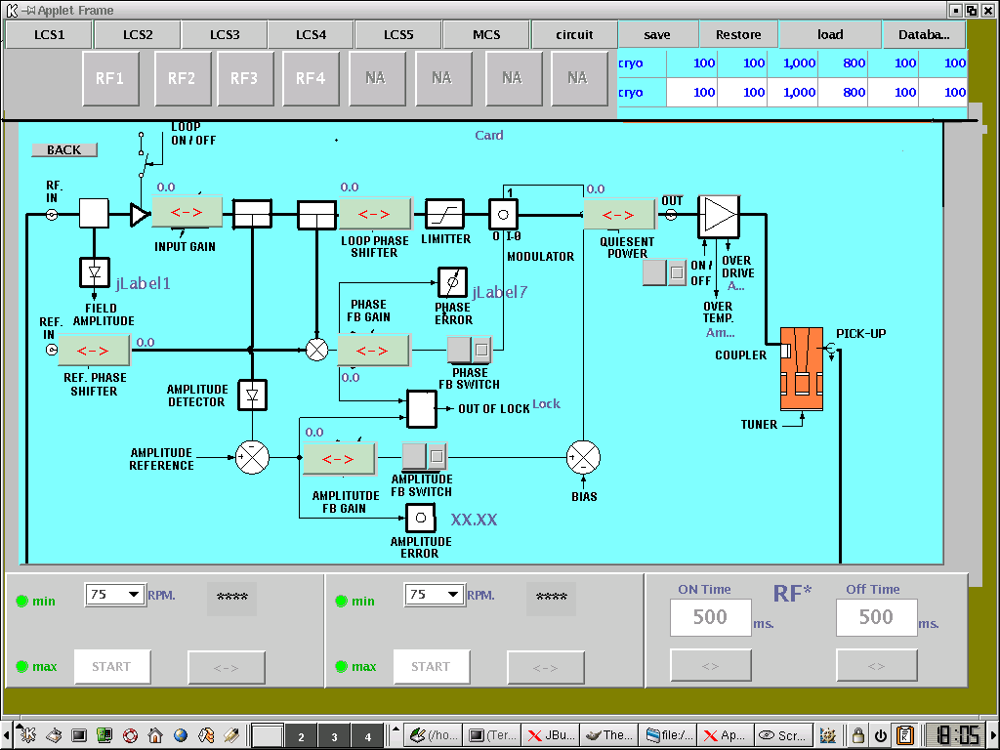 Applet Frame
LCS1 LCS2 LCS3 LCS4 LCS5 MCS circuit save Restore load Databa...
RF1 RF2 RF3 RF4 NA NA NA NA
cryo 100 100 1,000 800 100 100
cryo 100 100 1,000 800 100 100
LOOP
ON / OFF
Card
BACK
RF.
IN
0.0
0.0
0.0
OUT
1
<->
<->
<->
INPUT GAIN
LOOP PHASE
SHIFTER
LIMITTER
0 I-0
MODULATOR
QUIESENT
POWER
ON /
OFF
OVER
DRIVE
A...
jLabel1
FIELD
AMPLITUDE
jLabel7
PHASE
ERROR
PHASE
FB GAIN
OVER
TEMP.
Am...
REF.
IN
<->
0.0
<->
0.0
REF. PHASE
SHIFTER
PHASE
FB SWITCH
COUPLER
PICK-UP
AMPLITUDE
DETECTOR
OUT OF LOCK
Lock
TUNER
0.0
AMPLITUDE
REFERENCE
<->
AMPLITUDE
FB SWITCH
AMPLITUTDE
FB GAIN
BIAS
XX.XX
AMPLITUDE
ERROR
min 75 RPM. ****
max START <->
min 75 RPM. ****
max START <->
ON Time RF* Off Time
500 ms. 500 ms.
<> <>
2 3 4 (/ho... (Ter... JBu... The... file:/... Ap... Scr... 18:05